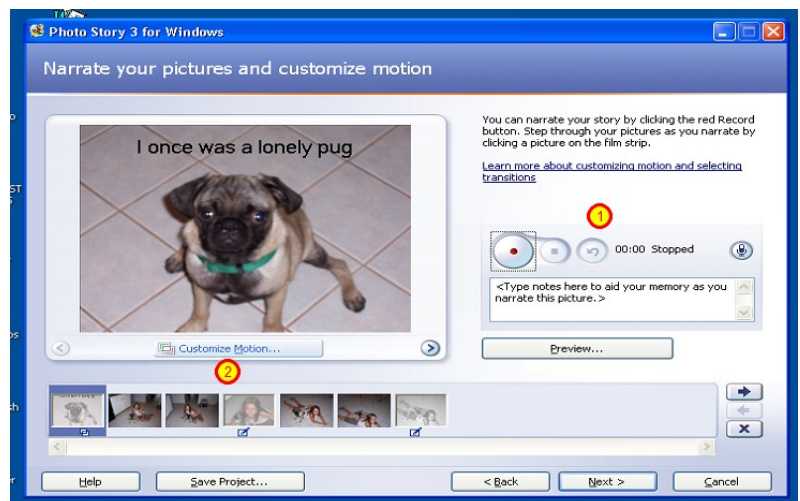 Photo Story 3 for Windows
Narrate your pictures and customize motion
I once was a lonely pug
You can narrate your story by clicking the red Record
button. Step through your pictures as you narrate by
clicking a picture on the film strip.
Learn more about customizing motion and selecting
transitions
1
00:00 Stopped
<Type notes here to aid your memory as you
narrate this picture.>
Customize Motion...
Preview...
2
Help
Save Project...
< Back
Next >
Cancel